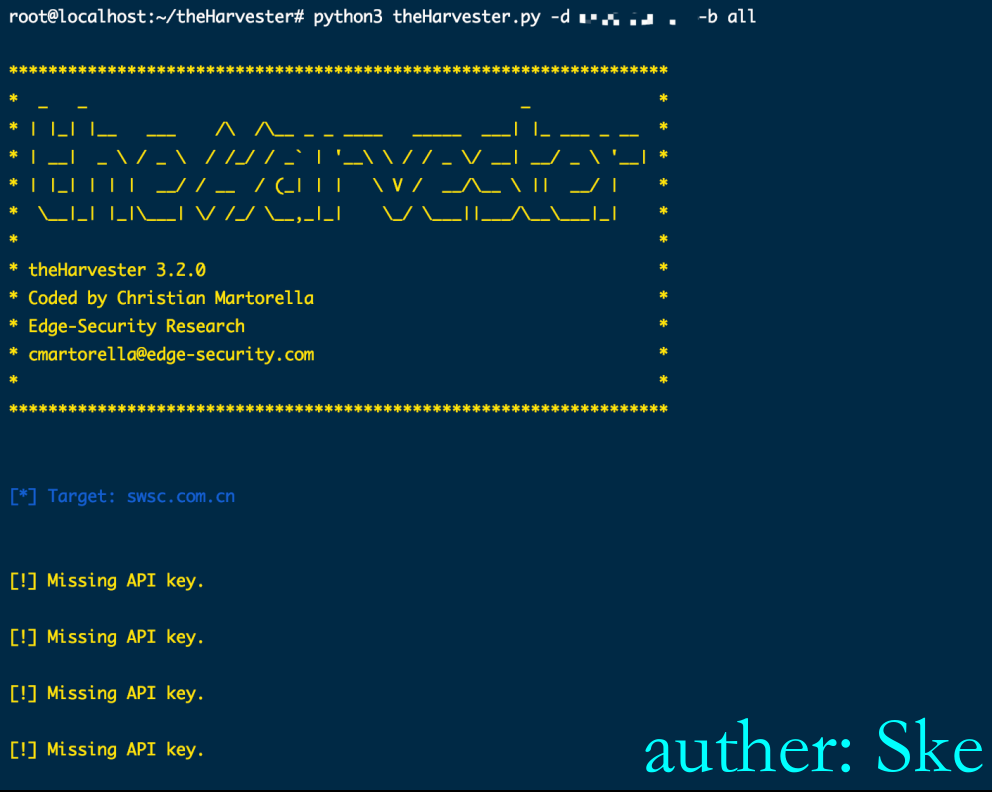 root@localhost:~/theHarvester# python3 theHarvester.py -d -b all
*******************************************************************
*  _   _                                            _             *
* | |_| |__   ___    /\  /\__ _ _ ____   _____  ___| |_ ___ _ __  *
* | __|  _ \ / _ \  / /_/ / _` | '__\ \ / / _ \/ __| __/ _ \ '__| *
* | |_| | | |  __/ / __  / (_| | |   \ V /  __/\__ \ ||  __/ |    *
*  \__|_| |_|\___| \/ /_/ \__,_|_|    \_/ \___||___/\__\___|_|    *
*                                                                 *
* theHarvester 3.2.0                                              *
* Coded by Christian Martorella                                   *
* Edge-Security Research                                          *
* cmartorella@edge-security.com                                   *
*                                                                 *
*******************************************************************
[*] Target: swsc.com.cn
[!] Missing API key.
[!] Missing API key.
[!] Missing API key.
[!] Missing API key.
auther: Ske